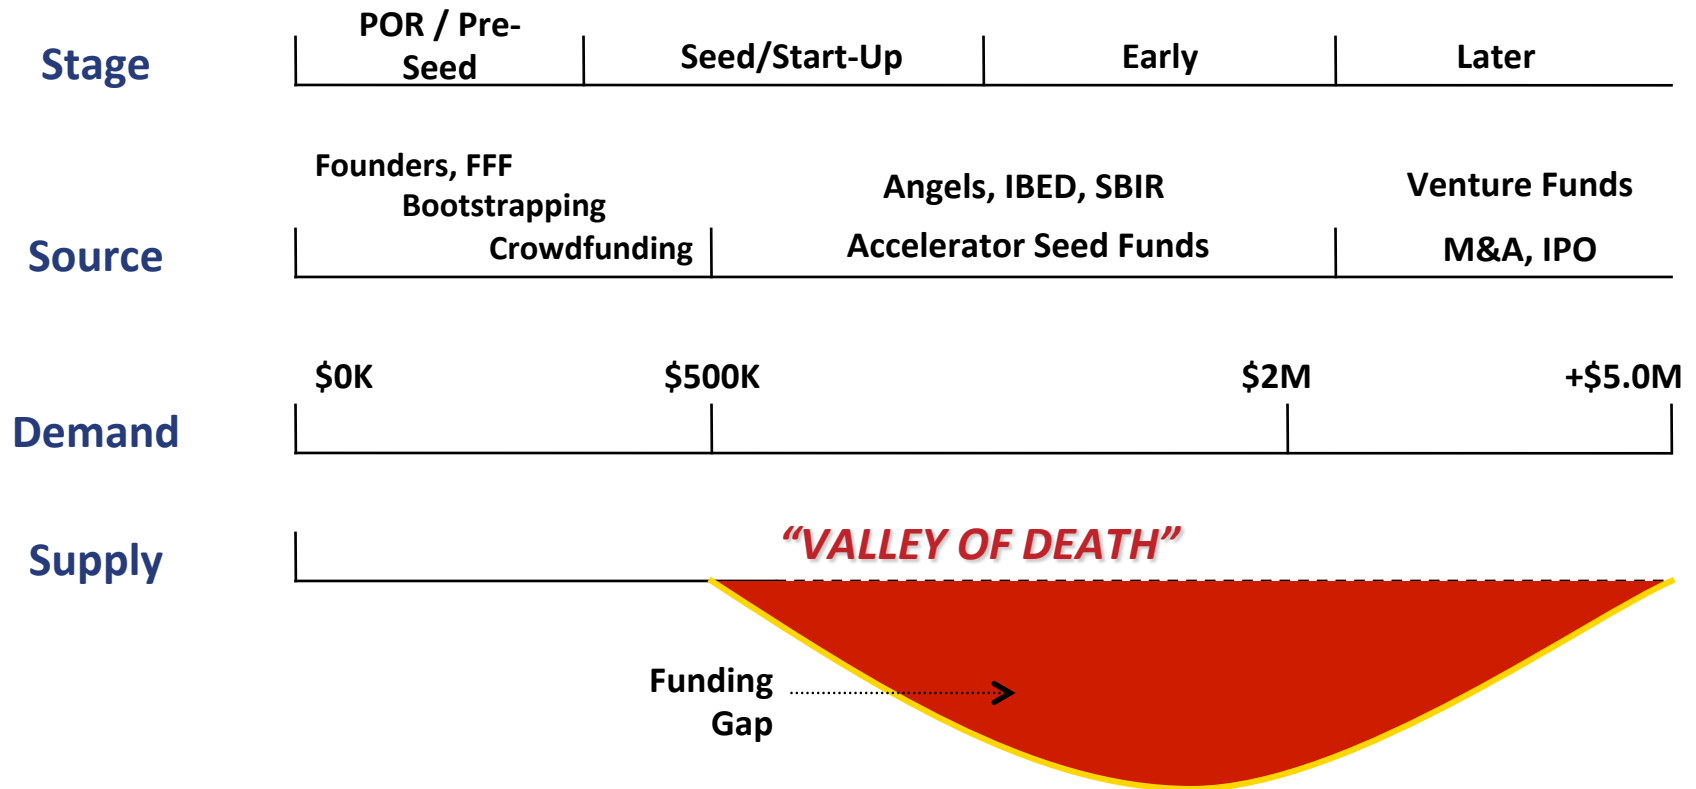 Stage
POR / Pre-
Seed
Seed/Start-Up
Early
Later
Source
Founders, FFF
Bootstrapping
Crowdfunding
Angels, IBED, SBIR
Accelerator Seed Funds
Venture Funds
M&A, IPO
Demand
$0K
$500K
$2M
+$5.0M
Supply
“VALLEY OF DEATH”
Funding
Gap